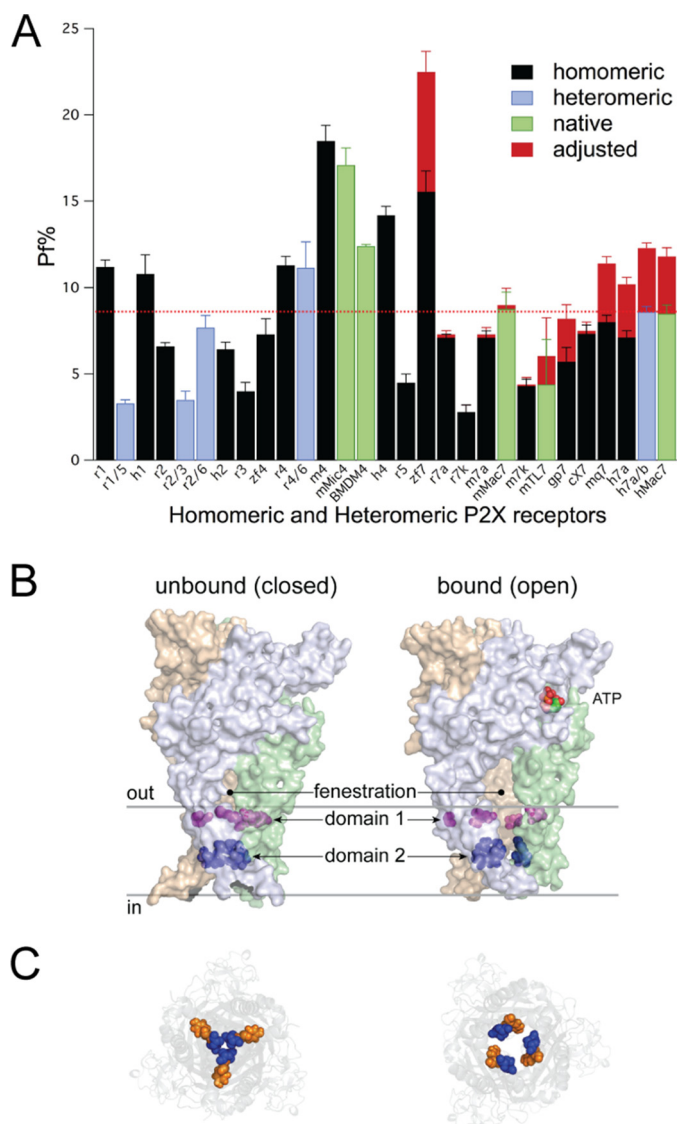 A
25
20
15
10
5
0
Pf%
homomeric
heteromeric
native
adjusted
r1
r1/5
h1
r2
r2/3
r2/6
h2
r3
zf4
r4
r4/6
m4
mMic4
BMDM4
h4
r5
zf7
r7a
r7k
m7a
mMac7
m7k
mTL7
gp7
cX7
mq7
h7a
h7a/b
hMac7
Homomeric and Heteromeric P2X receptors
B
unbound (closed) bound (open)
ATP
out fenestration
domain 1
domain 2
in
C